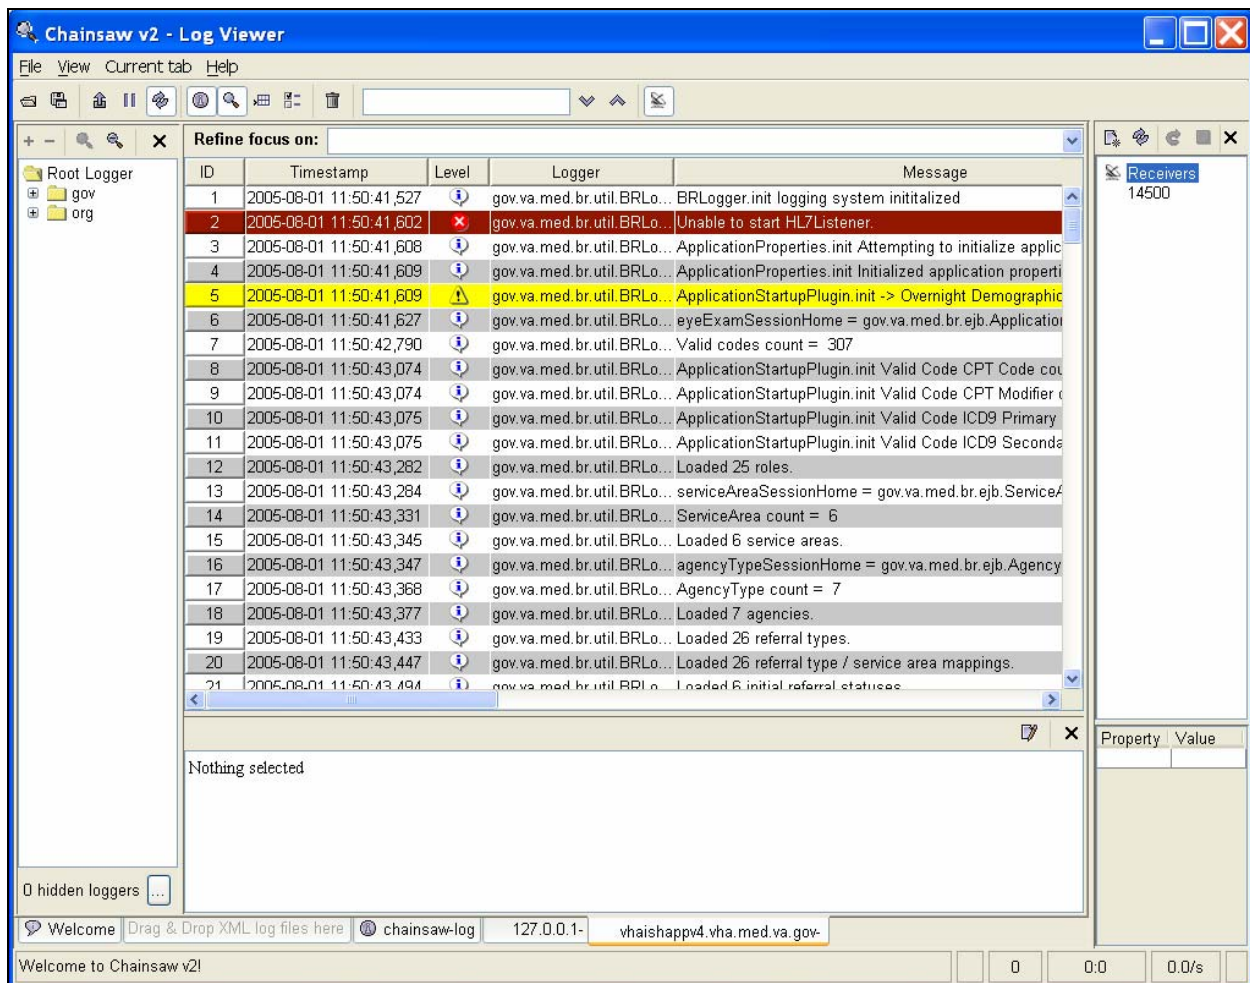 Chainsaw v2 - Log Viewer
File View Current tab Help
Refine focus on:
Root Logger
gov
org
ID Timestamp Level Logger Message
1 2005-08-01 11:50:41,527 gov.va.med.br.util.BRLo... BRLogger.init logging system inititalized
2 2005-08-01 11:50:41,602 gov.va.med.br.util.BRLo... Unable to start HL7Listener.
3 2005-08-01 11:50:41,608 gov.va.med.br.util.BRLo... ApplicationProperties.init Attempting to initialize applic
4 2005-08-01 11:50:41,609 gov.va.med.br.util.BRLo... ApplicationProperties.init Initialized application properti
5 2005-08-01 11:50:41,609 gov.va.med.br.util.BRLo... ApplicationStartupPlugin.init -> Overnight Demographic
6 2005-08-01 11:50:41,627 gov.va.med.br.util.BRLo... eyeExamSessionHome = gov.va.med.br.ejb.Application
7 2005-08-01 11:50:42,790 gov.va.med.br.util.BRLo... Valid codes count = 307
8 2005-08-01 11:50:43,074 gov.va.med.br.util.BRLo... ApplicationStartupPlugin.init Valid Code CPT Code cou
9 2005-08-01 11:50:43,074 gov.va.med.br.util.BRLo... ApplicationStartupPlugin.init Valid Code CPT Modifier c
10 2005-08-01 11:50:43,075 gov.va.med.br.util.BRLo... ApplicationStartupPlugin.init Valid Code ICD9 Primary
11 2005-08-01 11:50:43,075 gov.va.med.br.util.BRLo... ApplicationStartupPlugin.init Valid Code ICD9 Seconda
12 2005-08-01 11:50:43,282 gov.va.med.br.util.BRLo... Loaded 25 roles.
13 2005-08-01 11:50:43,284 gov.va.med.br.util.BRLo... serviceAreaSessionHome = gov.va.med.br.ejb.ServiceA
14 2005-08-01 11:50:43,331 gov.va.med.br.util.BRLo... ServiceArea count = 6
15 2005-08-01 11:50:43,345 gov.va.med.br.util.BRLo... Loaded 6 service areas.
16 2005-08-01 11:50:43,347 gov.va.med.br.util.BRLo... agencyTypeSessionHome = gov.va.med.br.ejb.Agency
17 2005-08-01 11:50:43,368 gov.va.med.br.util.BRLo... AgencyType count = 7
18 2005-08-01 11:50:43,377 gov.va.med.br.util.BRLo... Loaded 7 agencies.
19 2005-08-01 11:50:43,433 gov.va.med.br.util.BRLo... Loaded 26 referral types.
20 2005-08-01 11:50:43,447 gov.va.med.br.util.BRLo... Loaded 26 referral type / service area mappings.
21 2005-08-01 11:50:43,494 gov.va.med.br.util.BRLo... Loaded 6 initial referral statuses
Receivers
14500
Property Value
Nothing selected
0 hidden loggers ...
Welcome Drag & Drop XML log files here chainsaw-log 127.0.0.1- vhaishappv4.vha.med.va.gov-
Welcome to Chainsaw v2! 0 0:0 0.0/s